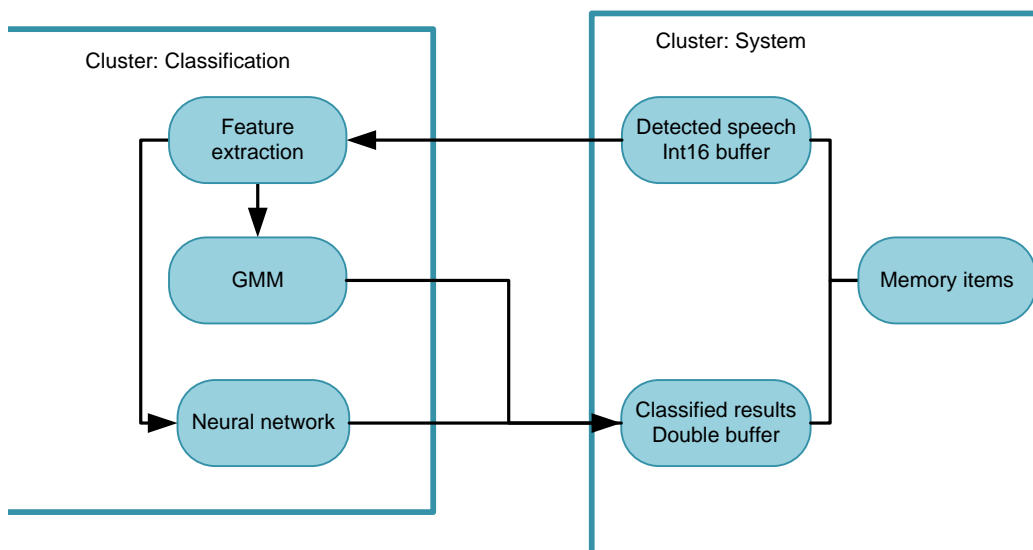 Cluster: Classification
Feature
extraction
GMM
Neural network
Cluster: System
Detected speech
Int16 buffer
Memory items
Classified results
Double buffer